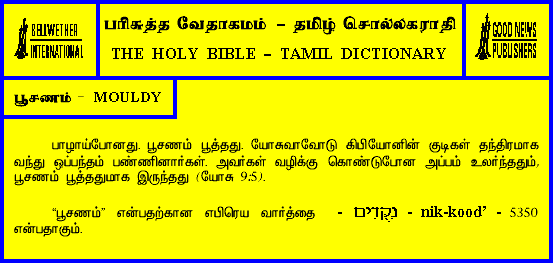 BELLWETHER
INTERNATIONAL
பரிசுத்த வேதாகமம் - தமிழ் சொல்லகராதி
THE HOLY BIBLE - TAMIL DICTIONARY
GOOD NEWS
PUBLISHERS
பூசணம் - MOULDY
பாழாய்போனது. பூசணம் பூத்தது. யோசுவாவோடு கிபியோனின் குடிகள் தந்திரமாக
வந்து ஒப்பந்தம் பண்ணினார்கள். அவர்கள் வழிக்கு கொண்டுபோன அப்பம் உலர்ந்ததும்,
பூசணம் பூத்ததுமாக இருந்தது (யோசு 9:5).
“பூசணம்” என்பதற்கான எபிரெய வார்த்தை - נִקֻּדִים - nik-kood’ - 5350
என்பதாகும்.